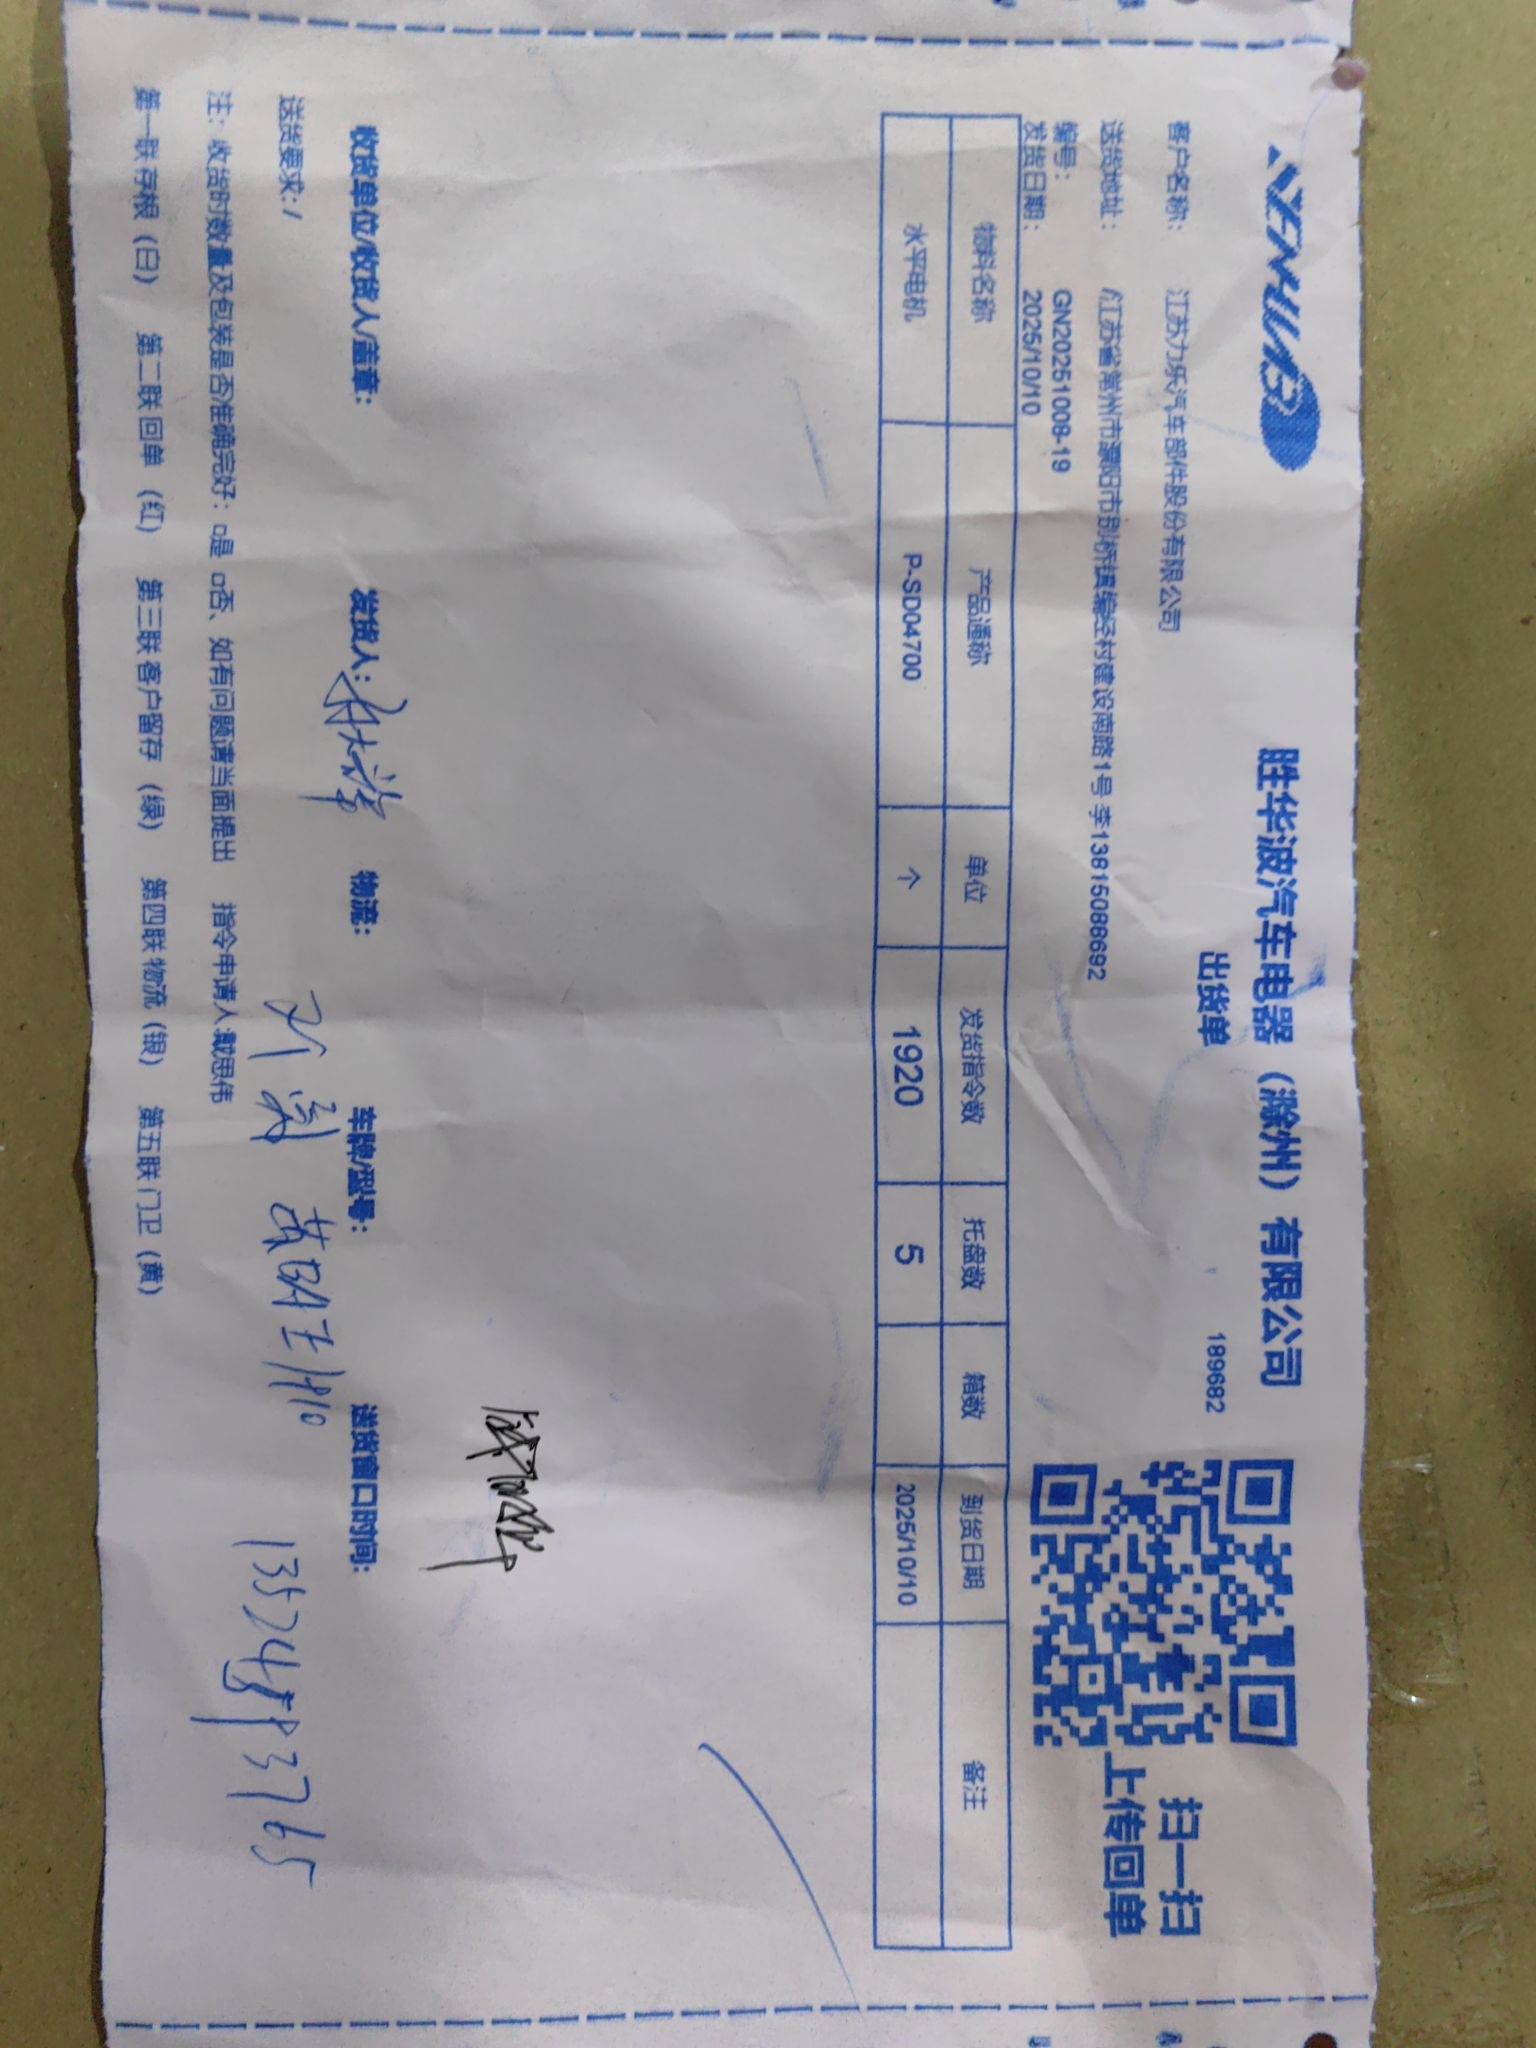 胜华波汽车电器（滁州）有限公司
出货单
189682
扫一扫
上传回单
客户名称： 江苏力乐汽车部件股份有限公司
送货地址： /江苏省常州市溧阳市别桥镇编经村建设南路1号李13815088692
编号： GN20251008-19
发货日期： 2025/10/10
物料名称 产品通称 单位 发货指令数 托盘数 箱数 到货日期 备注
水平电机 P-SD04700 个 1920 5 2025/10/10
收货单位/收货人/盖章： 发货人： 物流： 车牌/型号： 送货窗口时间：
送货要求：/
注：收货时数量及包装是否准确完好：□是 □否、如有问题请当面提出 指令申请人:戴思伟
第一联存根（白） 第二联回单（红） 第三联客户留存（绿） 第四联物流（银） 第五联门卫（黄）